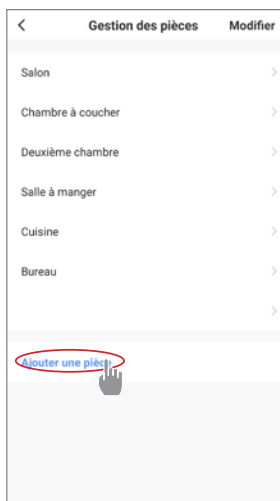 Gestion des pièces Modifier
Salon
Chambre à coucher
Deuxième chambre
Salle à manger
Cuisine
Bureau
Ajouter une pièce